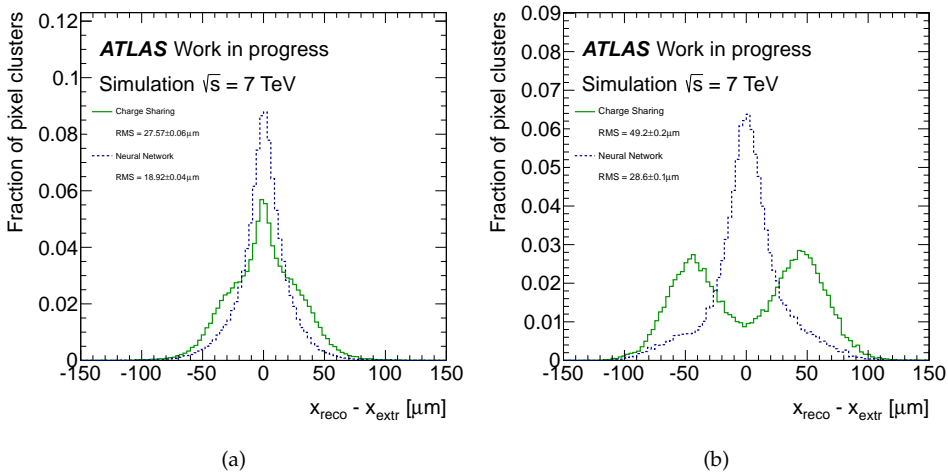 Fraction of pixel clusters
0.12
0.1
0.08
0.06
0.04
0.02
0
ATLAS Work in progress
Simulation √s = 7 TeV
Charge Sharing
RMS = 27.57±0.06μm
Neural Network
RMS = 18.92±0.04μm
-150 -100 -50 0 50 100 150
x_reco - x_extr [μm]
(a)
Fraction of pixel clusters
0.09
0.08
0.07
0.06
0.05
0.04
0.03
0.02
0.01
0
ATLAS Work in progress
Simulation √s = 7 TeV
Charge Sharing
RMS = 49.2±0.2μm
Neural Network
RMS = 28.6±0.1μm
-150 -100 -50 0 50 100 150
x_reco - x_extr [μm]
(b)